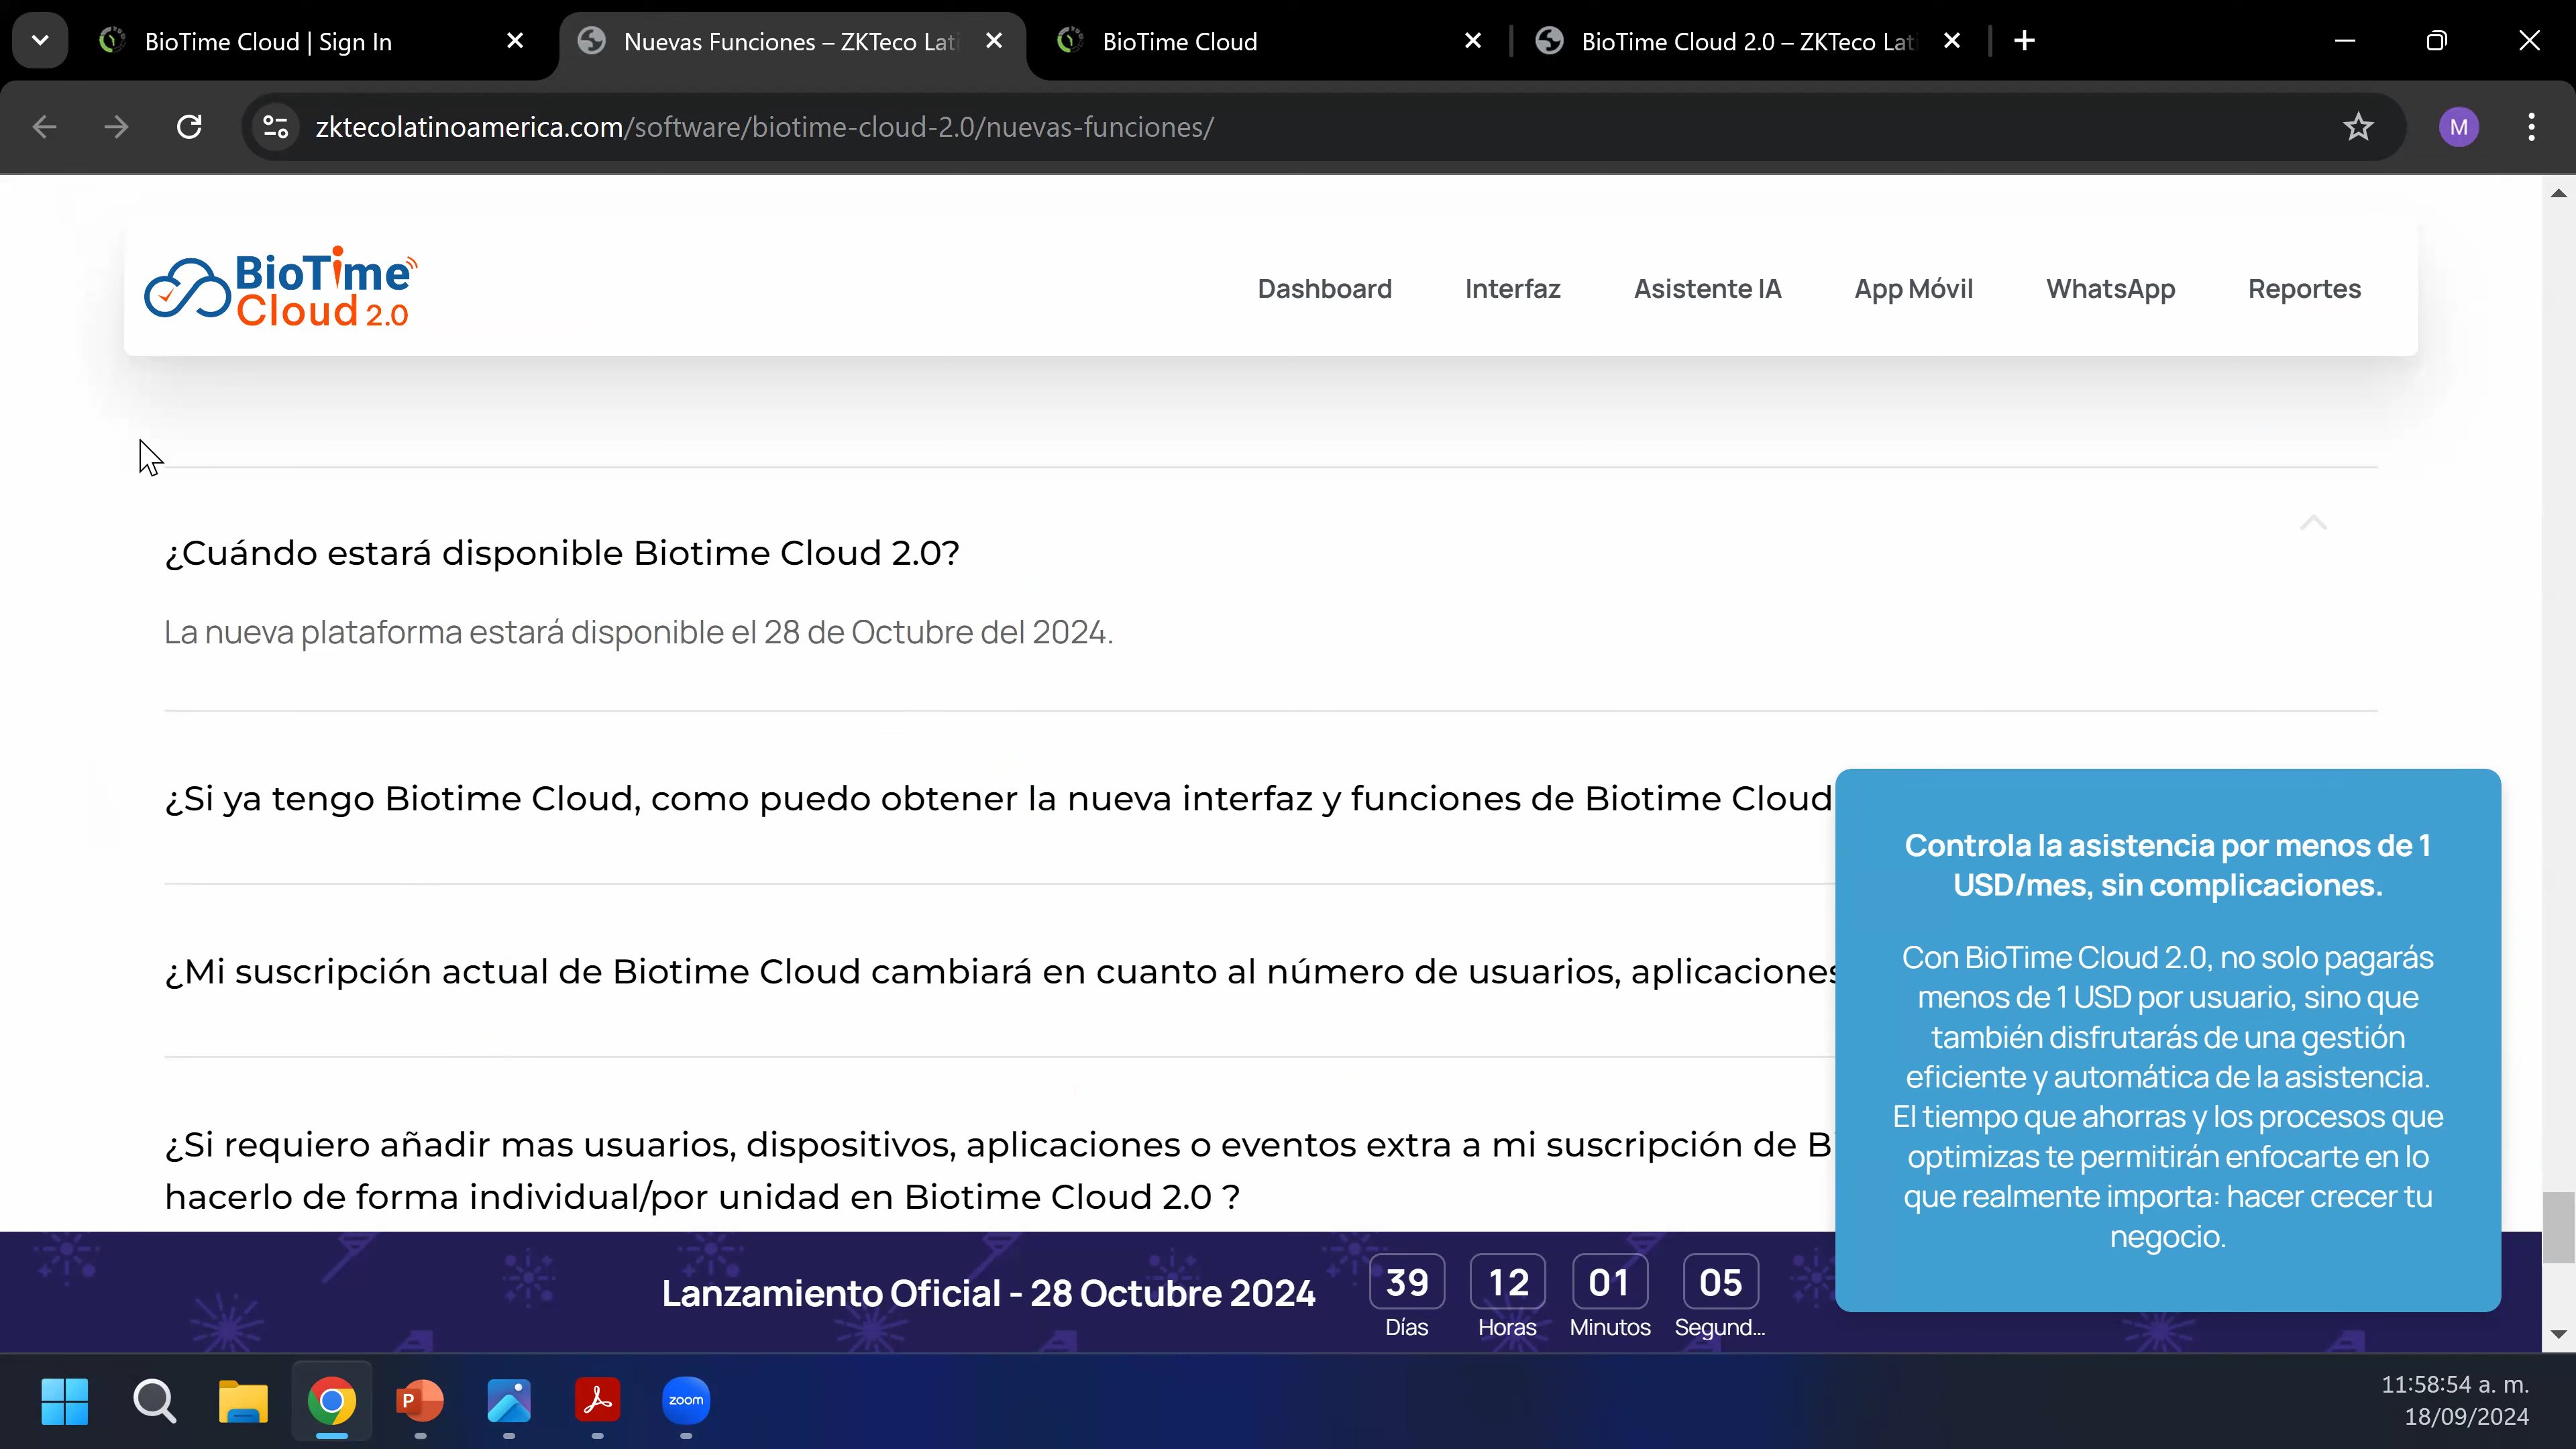 BioTime Cloud | Sign In
Nuevas Funciones – ZKTeco Lati
BioTime Cloud
BioTime Cloud 2.0 – ZKTeco Lati
zktecolatinoamerica.com/software/biotime-cloud-2.0/nuevas-funciones/
M
BioTime
Cloud 2.0
Dashboard
Interfaz
Asistente IA
App Móvil
WhatsApp
Reportes
¿Cuándo estará disponible Biotime Cloud 2.0?
La nueva plataforma estará disponible el 28 de Octubre del 2024.
¿Si ya tengo Biotime Cloud, como puedo obtener la nueva interfaz y funciones de Biotime Cloud
¿Mi suscripción actual de Biotime Cloud cambiará en cuanto al número de usuarios, aplicaciones
¿Si requiero añadir mas usuarios, dispositivos, aplicaciones o eventos extra a mi suscripción de Bi
hacerlo de forma individual/por unidad en Biotime Cloud 2.0 ?
Controla la asistencia por menos de 1
USD/mes, sin complicaciones.
Con BioTime Cloud 2.0, no solo pagarás
menos de 1 USD por usuario, sino que
también disfrutarás de una gestión
eficiente y automática de la asistencia.
El tiempo que ahorras y los procesos que
optimizas te permitirán enfocarte en lo
que realmente importa: hacer crecer tu
negocio.
Lanzamiento Oficial - 28 Octubre 2024
39 12 01 05
Días Horas Minutos Segund...
P
zoom
11:58:54 a. m.
18/09/2024